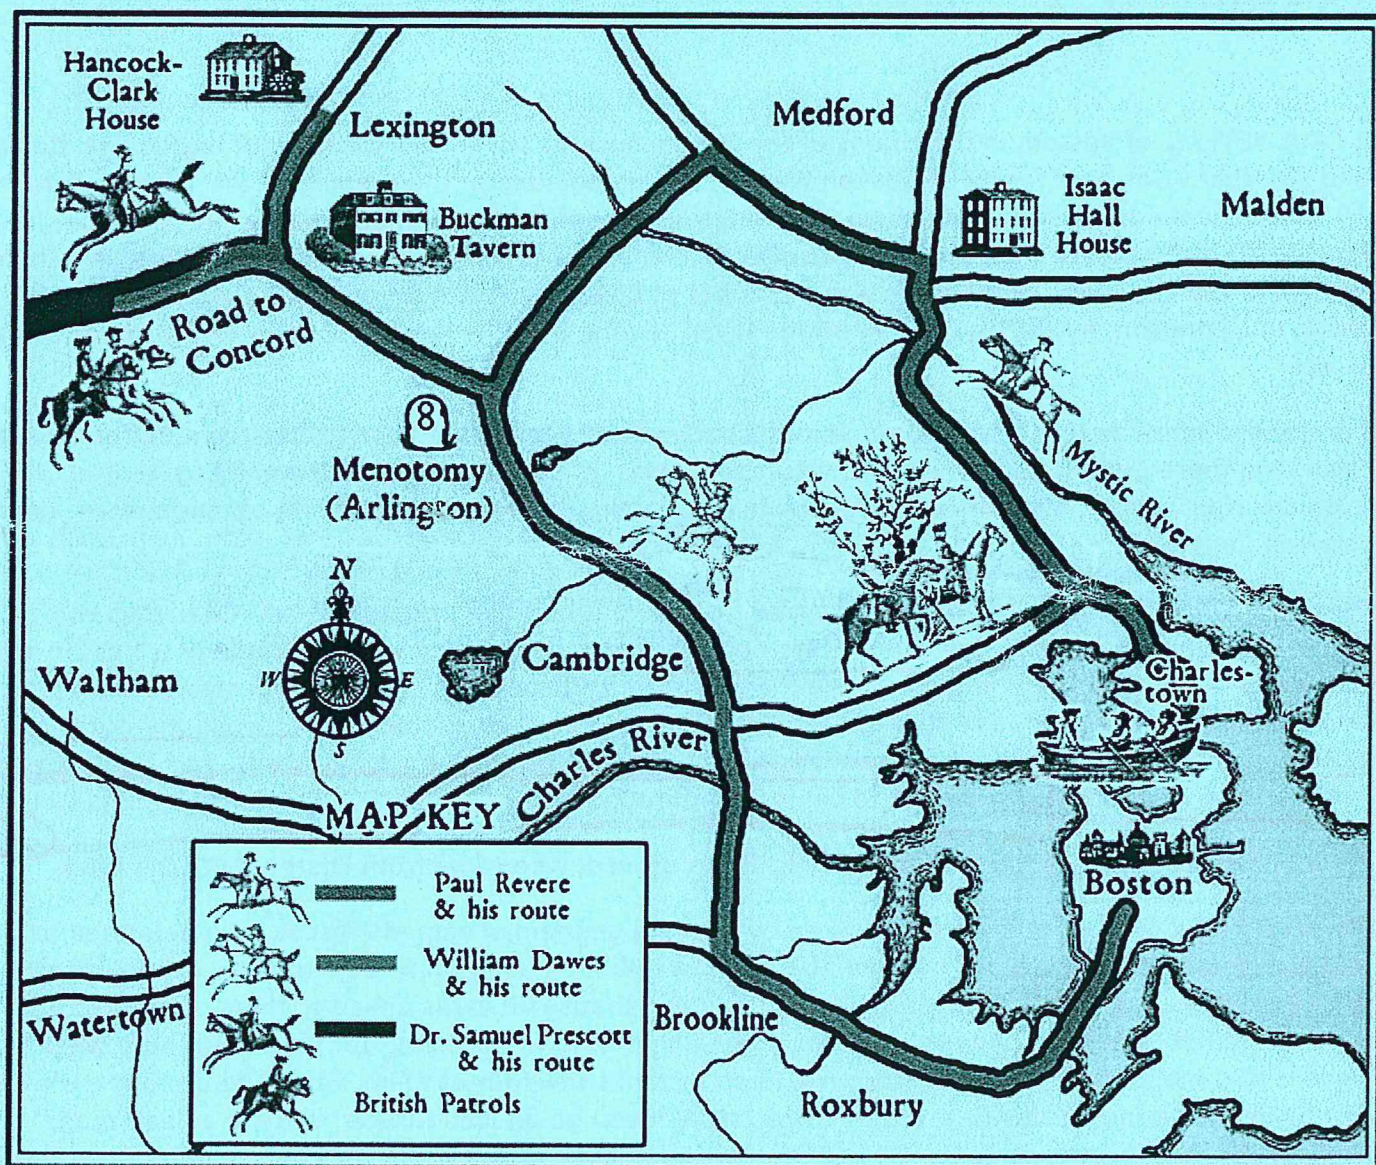 Hancock-
Clark
House
Lexington
Medford
Buckman
Tavern
Isaac
Hall
House
Malden
Road to
Concord
8
Menotomy
(Arlington)
Mystic River
N
W
E
S
Waltham
Cambridge
Charles-
town
Charles River
Boston
MAP KEY
Paul Revere
& his route
William Dawes
& his route
Dr. Samuel Prescott
& his route
British Patrols
Watertown
Brookline
Roxbury